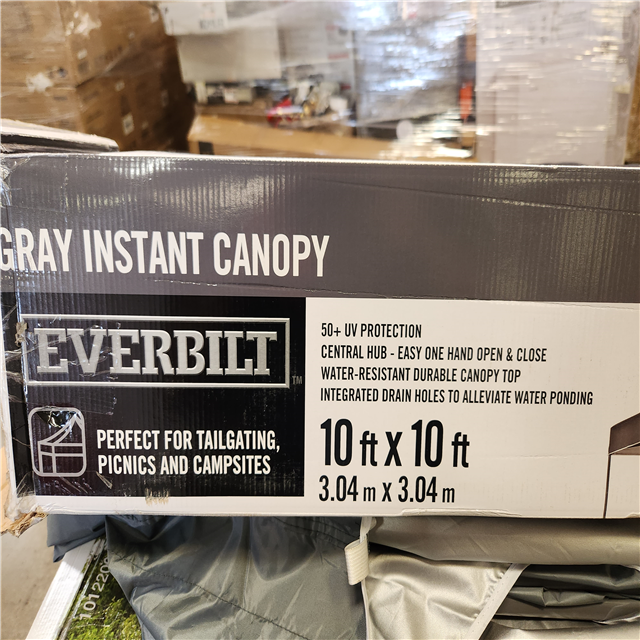 GRAY INSTANT CANOPY
EVERBILT™
PERFECT FOR TAILGATING,
PICNICS AND CAMPSITES
50+ UV PROTECTION
CENTRAL HUB - EASY ONE HAND OPEN & CLOSE
WATER-RESISTANT DURABLE CANOPY TOP
INTEGRATED DRAIN HOLES TO ALLEVIATE WATER PONDING
10 ft x 10 ft
3.04 m x 3.04 m